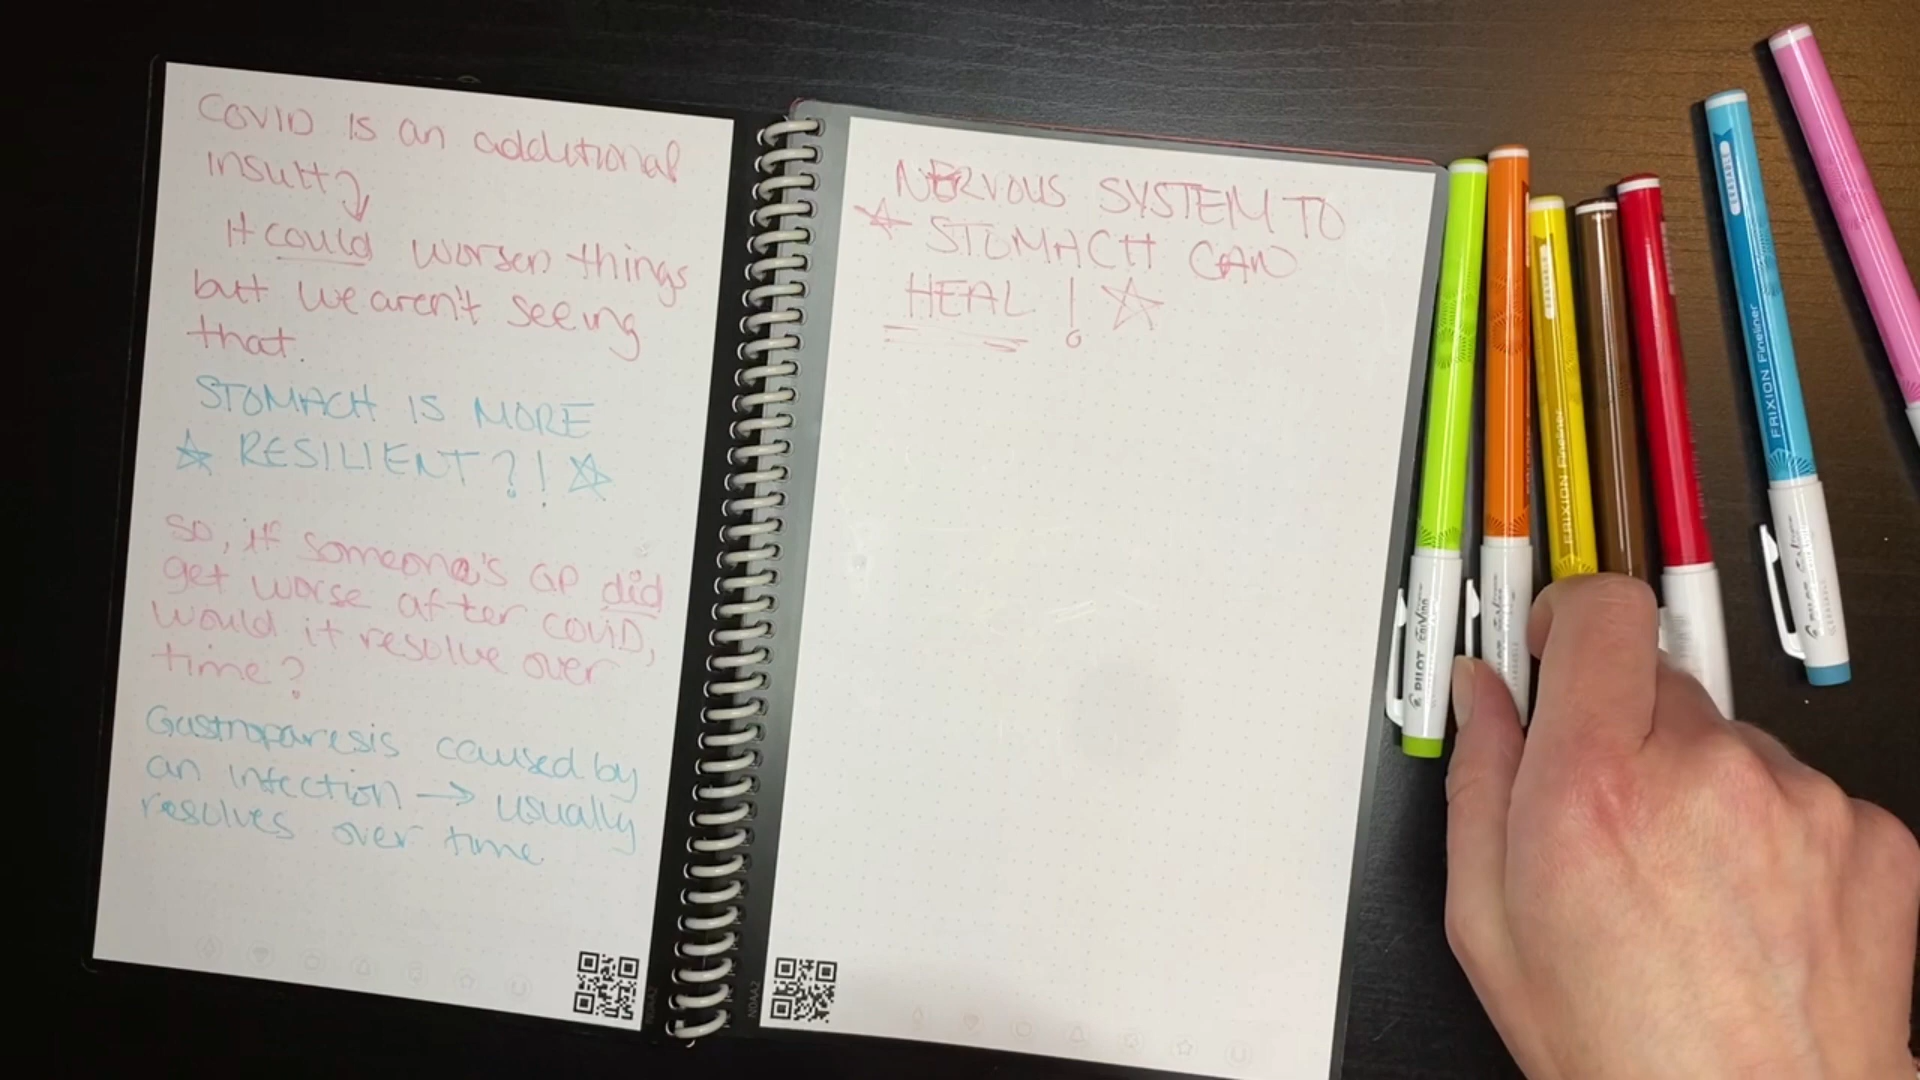 COVID IS an additional
insult
it could worsen things
but we aren't seeing
that.
STOMACH IS MORE
RESILIENT?!
So, if someone's GP did
get worse after COVID,
would it resolve over
time?
Gastroparesis caused by
an infection → usually
resolves over time
NERVOUS SYSTEM TO
STOMACH CAN
HEAL!
FRIXION Fineliner
FRIXION Fineliner
PILOT
PILOT